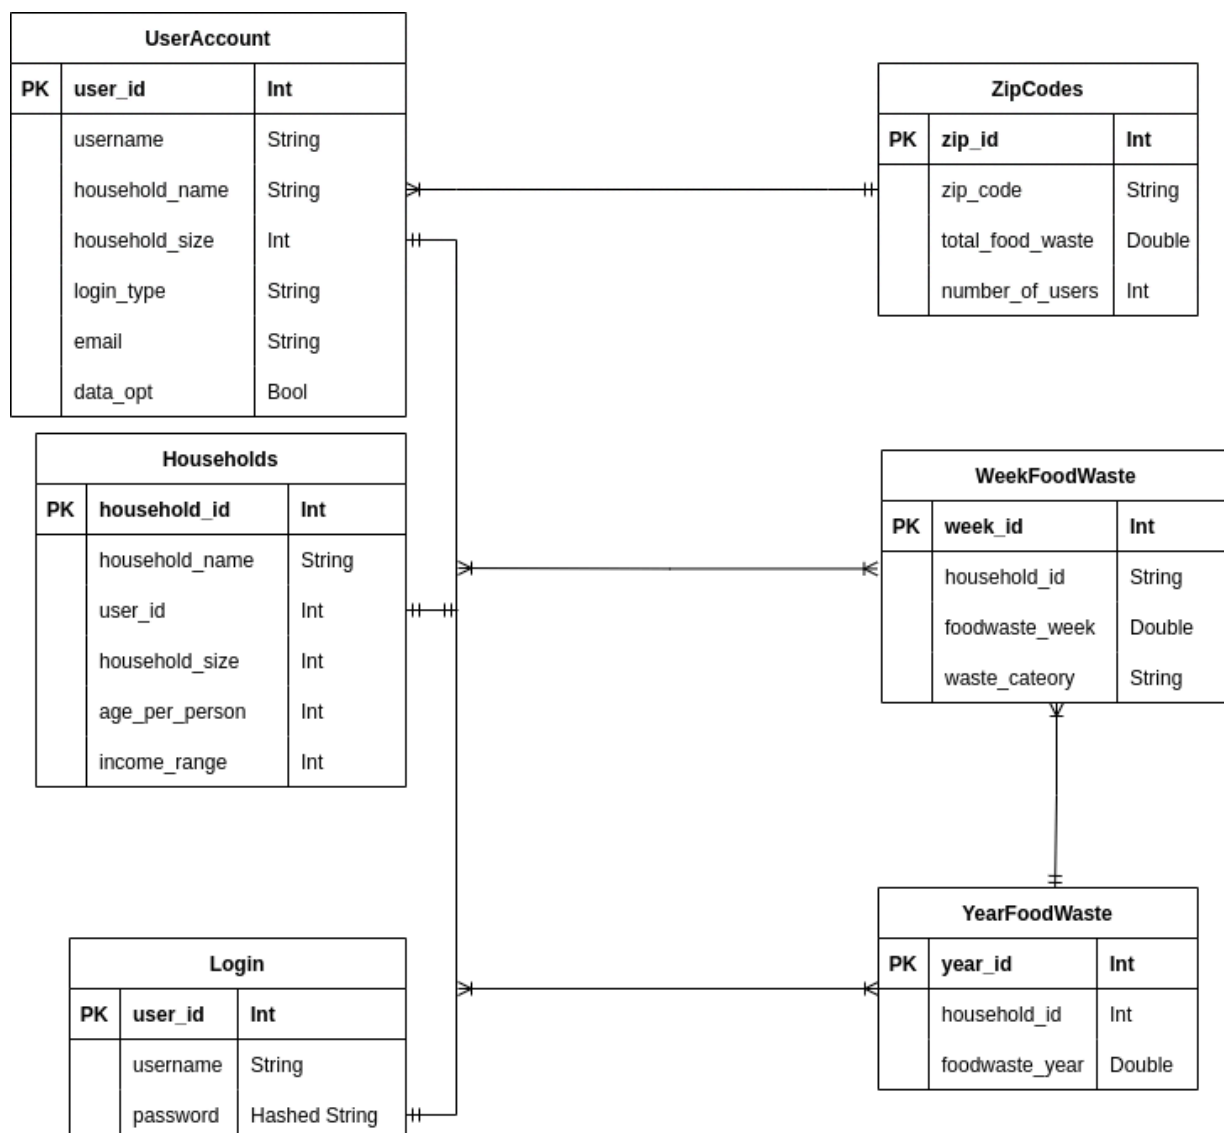 UserAccount
PK user_id Int
username String
household_name String
household_size Int
login_type String
email String
data_opt Bool
ZipCodes
PK zip_id Int
zip_code String
total_food_waste Double
number_of_users Int
Households
PK household_id Int
household_name String
user_id Int
household_size Int
age_per_person Int
income_range Int
WeekFoodWaste
PK week_id Int
household_id String
foodwaste_week Double
waste_cateory String
Login
PK user_id Int
username String
password Hashed String
YearFoodWaste
PK year_id Int
household_id Int
foodwaste_year Double